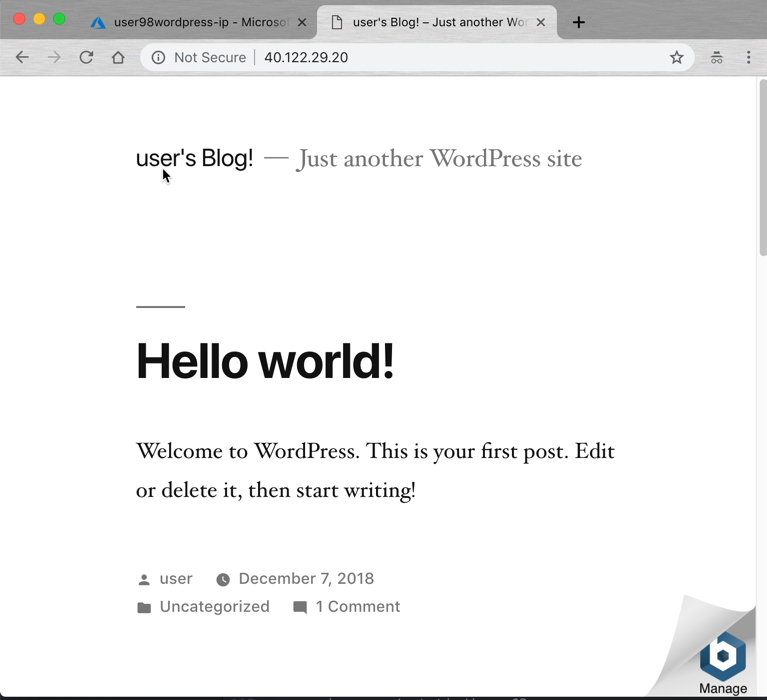 user98wordpress-ip - Microso
user's Blog! – Just another Wor
Not Secure
40.122.29.20
user's Blog! — Just another WordPress site
Hello world!
Welcome to WordPress. This is your first post. Edit
or delete it, then start writing!
user December 7, 2018
Uncategorized 1 Comment
Manage